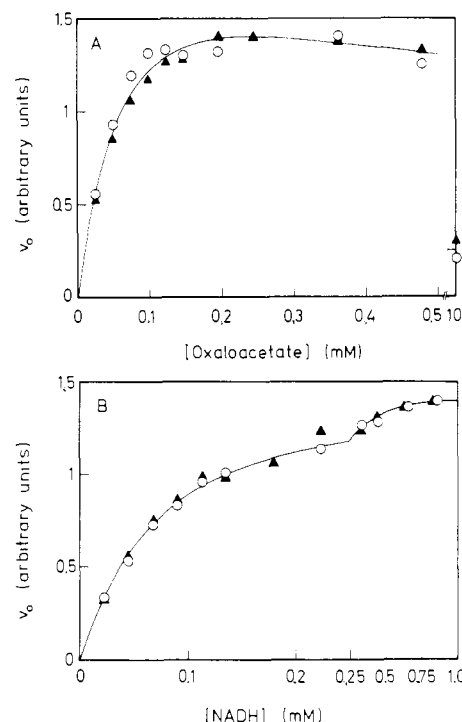 A
1.5
1
0.5
0
v₀ (arbitrary units)
0 0.1 0.2 0.3 0.4 0.5 10
[Oxaloacetate] (mM)
B
1.5
1
0.5
0
v₀ (arbitrary units)
0 0.1 0.2 0.25 0.5 0.75 1.0
[NADH] (mM)